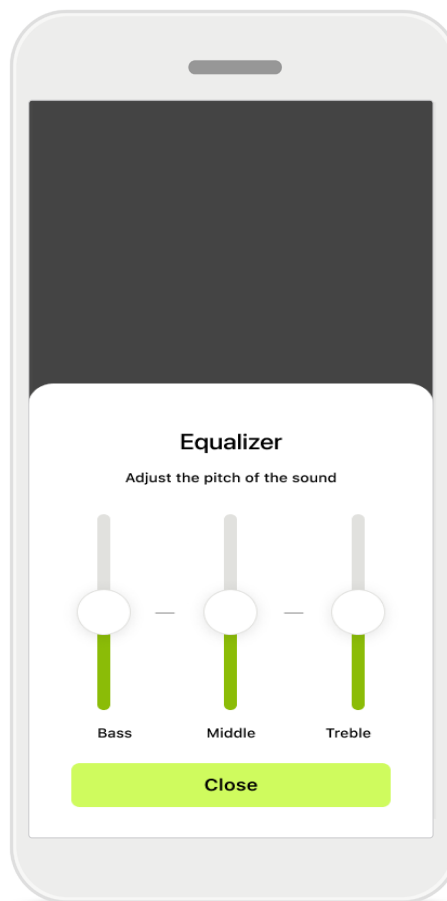 Equalizer
Adjust the pitch of the sound
Bass Middle Treble
Close